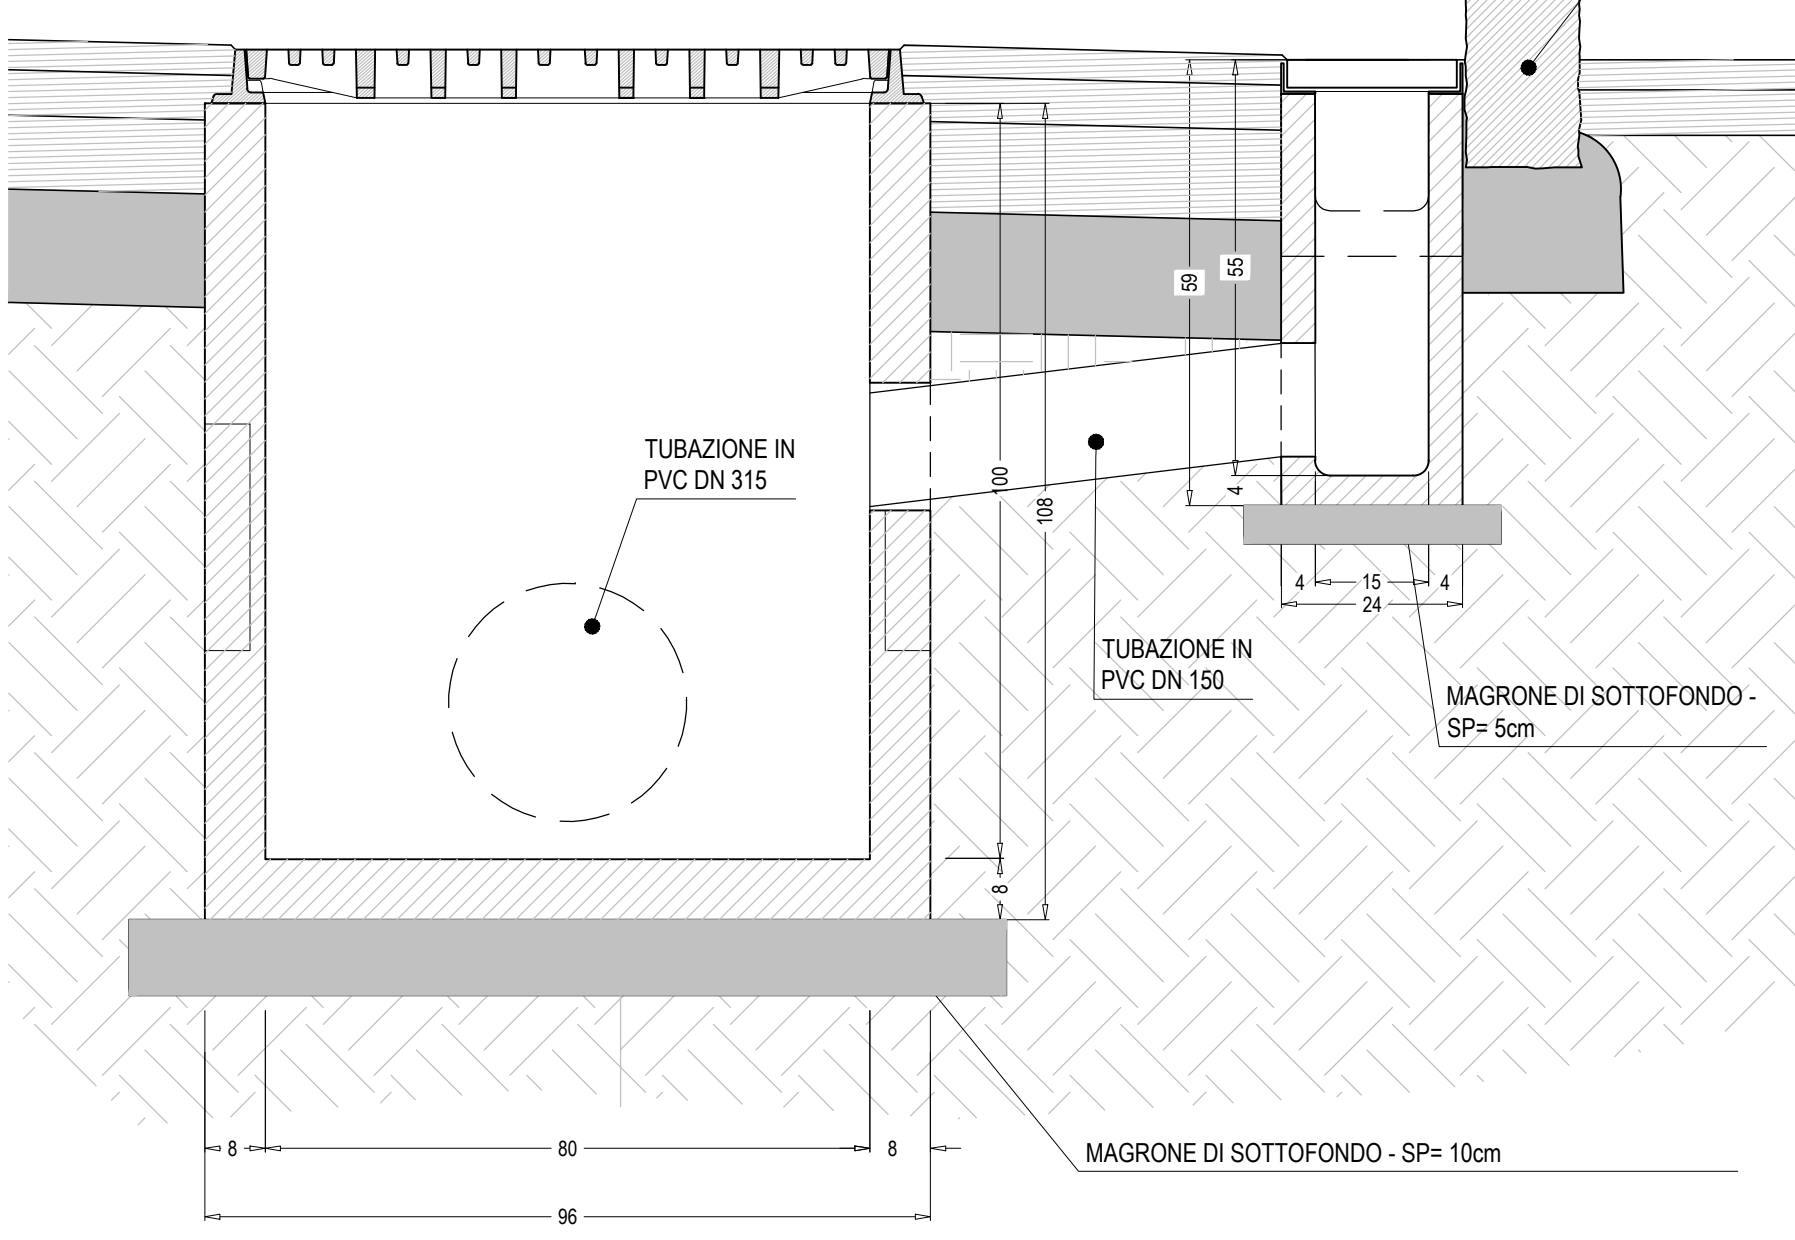 59
55
TUBAZIONE IN
PVC DN 315
100
108
4
4
15
4
24
TUBAZIONE IN
PVC DN 150
MAGRONE DI SOTTOFONDO -
SP= 5cm
8
8
80
8
MAGRONE DI SOTTOFONDO - SP= 10cm
96